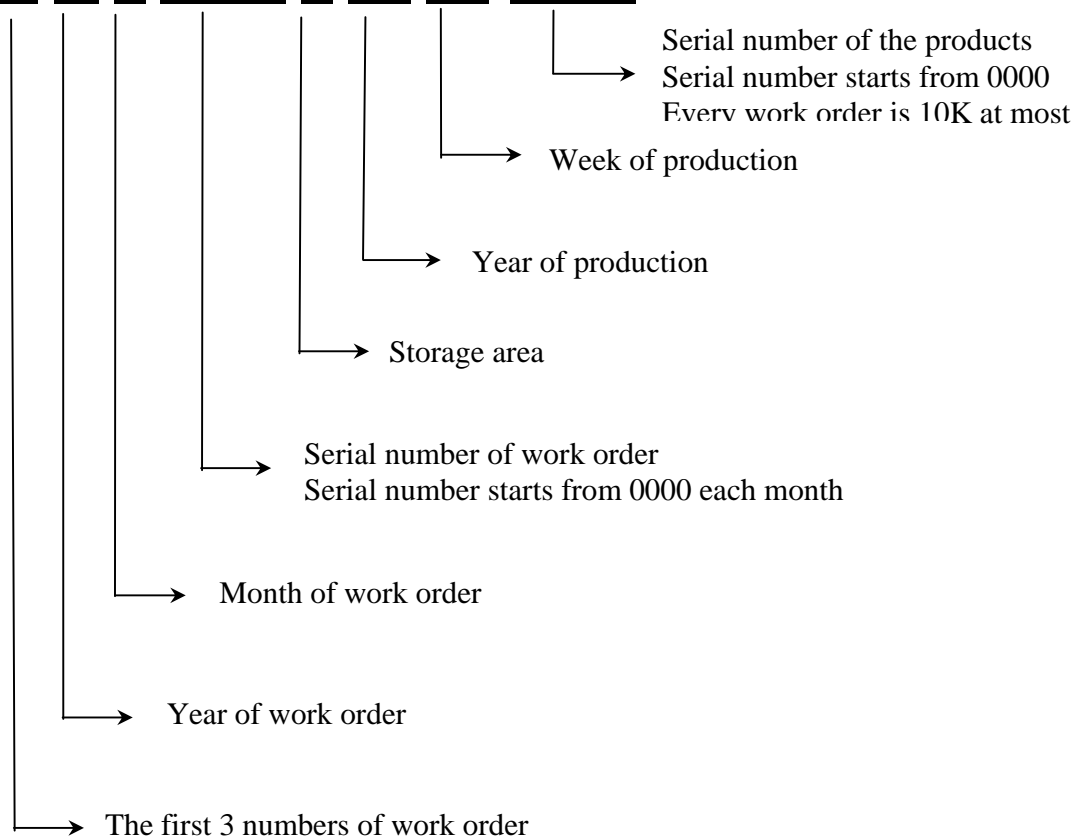 Serial number of the products
Serial number starts from 0000
Every work order is 10K at most
Week of production
Year of production
Storage area
Serial number of work order
Serial number starts from 0000 each month
Month of work order
Year of work order
The first 3 numbers of work order